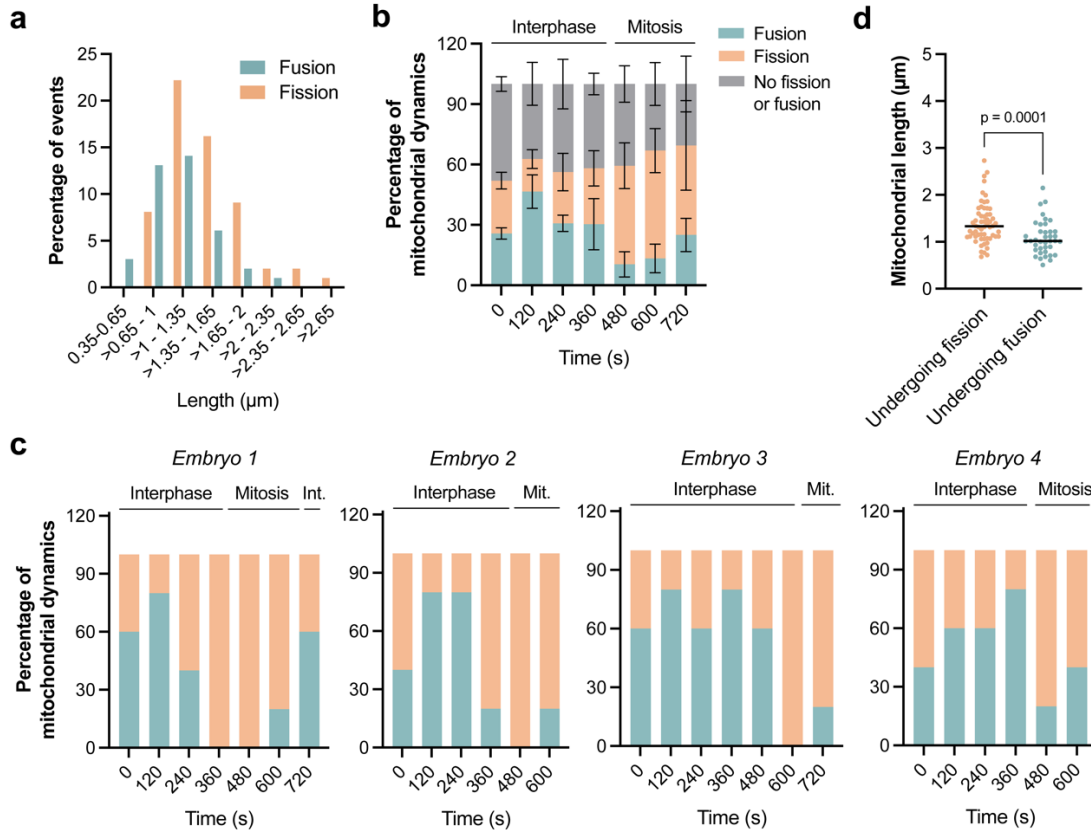 a
Percentage of events
25
20
15
10
5
0
Fusion
Fission
0.35-0.65
>0.65 - 1
>1 - 1.35
>1.35 - 1.65
>1.65 - 2
>2 - 2.35
>2.35 - 2.65
>2.65
Length (µm)
b
Percentage of
mitochondrial dynamics
120
90
60
30
0
Interphase
Mitosis
Fusion
Fission
No fission
or fusion
0
120
240
360
480
600
720
Time (s)
d
Mitochondrial length (µm)
5
4
3
2
1
0
p = 0.0001
Undergoing fission
Undergoing fusion
c
Percentage of
mitochondrial dynamics
Embryo 1
Interphase
Mitosis
Int.
120
90
60
30
0
0
120
240
360
480
600
720
Time (s)
Embryo 2
Interphase
Mit.
120
90
60
30
0
0
120
240
360
480
600
Time (s)
Embryo 3
Interphase
Mit.
120
90
60
30
0
0
120
240
360
480
600
720
Time (s)
Embryo 4
Interphase
Mitosis
120
90
60
30
0
0
120
240
360
480
600
Time (s)